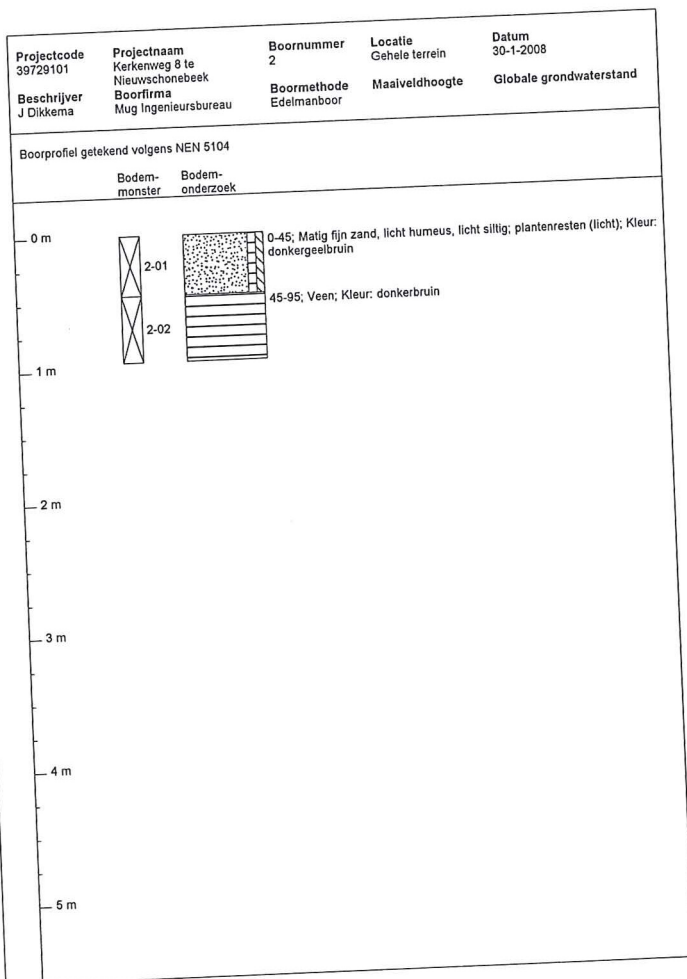 Projectcode Projectnaam Boornummer Locatie Datum
39729101 Kerkenweg 8 te 2 Gehele terrein 30-1-2008
Nieuwschonebeek
Beschrijver Boorfirma Boormethode Maaiveldhoogte Globale grondwaterstand
J Dikkema Mug Ingenieursbureau Edelmanboor
Boorprofiel getekend volgens NEN 5104
Bodem- Bodem-
monster onderzoek
0 m
0-45; Matig fijn zand, licht humeus, licht siltig; plantenresten (licht); Kleur:
donkergeelbruin
2-01
45-95; Veen; Kleur: donkerbruin
2-02
1 m
2 m
3 m
4 m
5 m